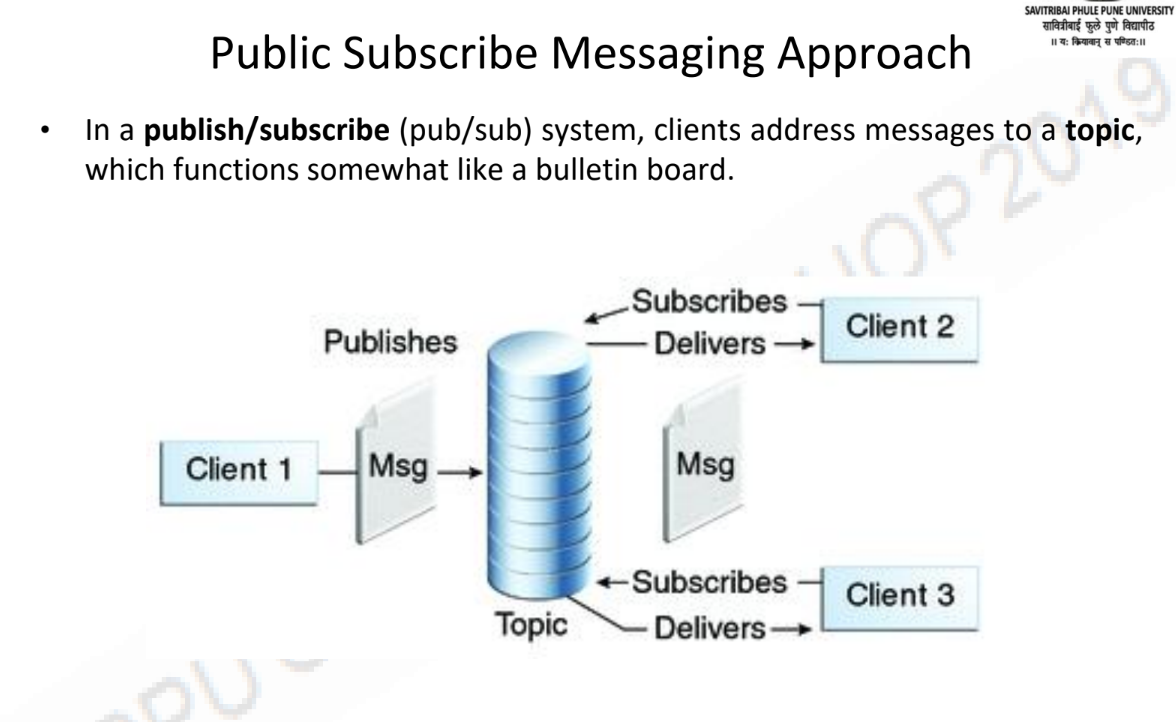 SAVITRIBAI PHULE PUNE UNIVERSITY
सावित्रीबाई फुले पुणे विद्यापीठ
॥ यः क्रियावान् स पण्डितः॥
Public Subscribe Messaging Approach
• In a publish/subscribe (pub/sub) system, clients address messages to a topic,
which functions somewhat like a bulletin board.
Subscribes
Client 2
Publishes
Delivers
Client 1
Msg
Msg
Subscribes
Client 3
Topic
Delivers
2019